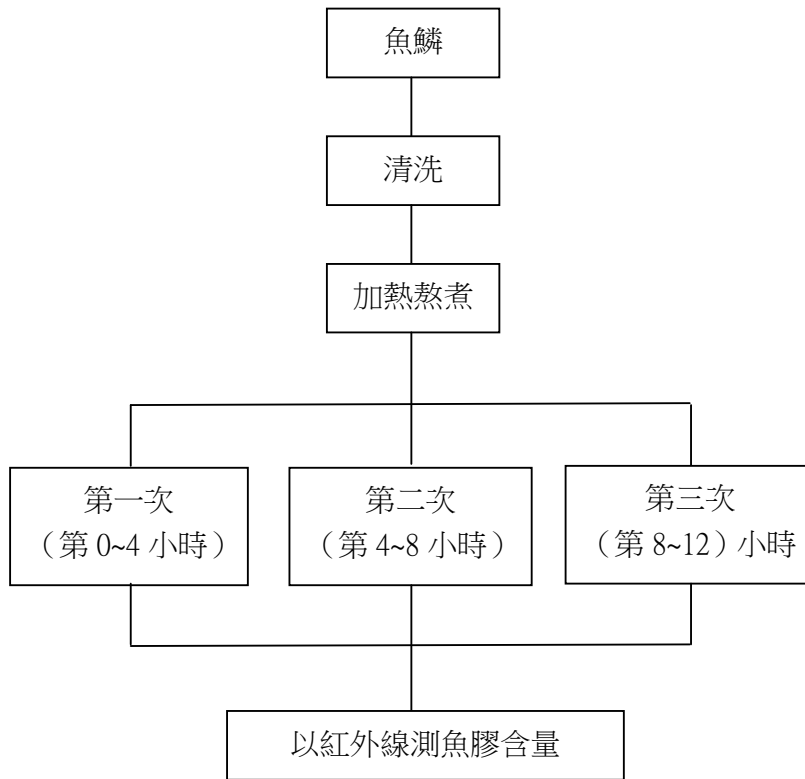 魚鱗
清洗
加熱熬煮
第一次
（第 0~4 小時）
第二次
（第 4~8 小時）
第三次
（第 8~12）小時
以紅外線測魚膠含量